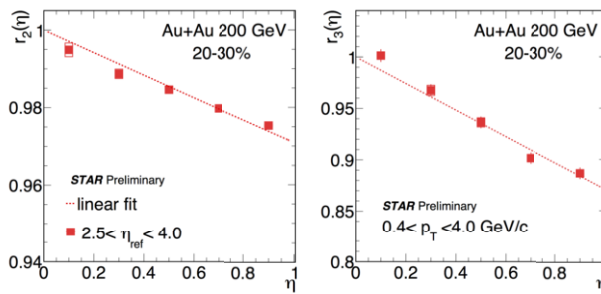 r2(η)
Au+Au 200 GeV
20-30%
STAR Preliminary
linear fit
2.5< ηref < 4.0
1
0.98
0.96
0.94
0 0.2 0.4 0.6 0.8 1
η
r3(η)
Au+Au 200 GeV
20-30%
STAR Preliminary
0.4< pT <4.0 GeV/c
1
0.95
0.9
0.85
0.8
0 0.2 0.4 0.6 0.8